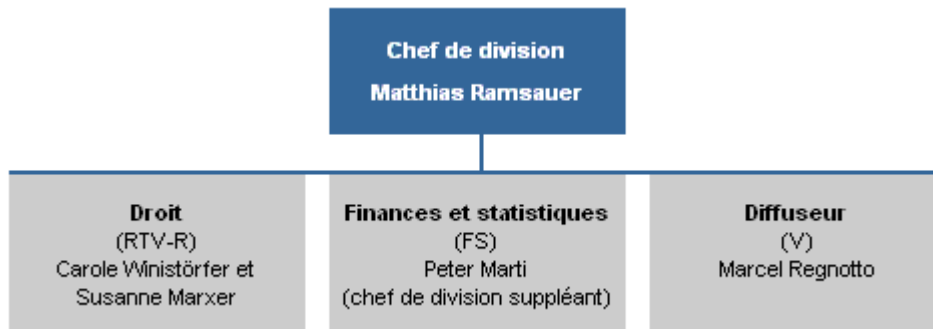 Chef de division
Matthias Ramsauer
Droit
(RTV-R)
Carole Winistörfer et
Susanne Marxer
Finances et statistiques
(FS)
Peter Marti
(chef de division suppléant)
Diffuseur
(V)
Marcel Regnotto